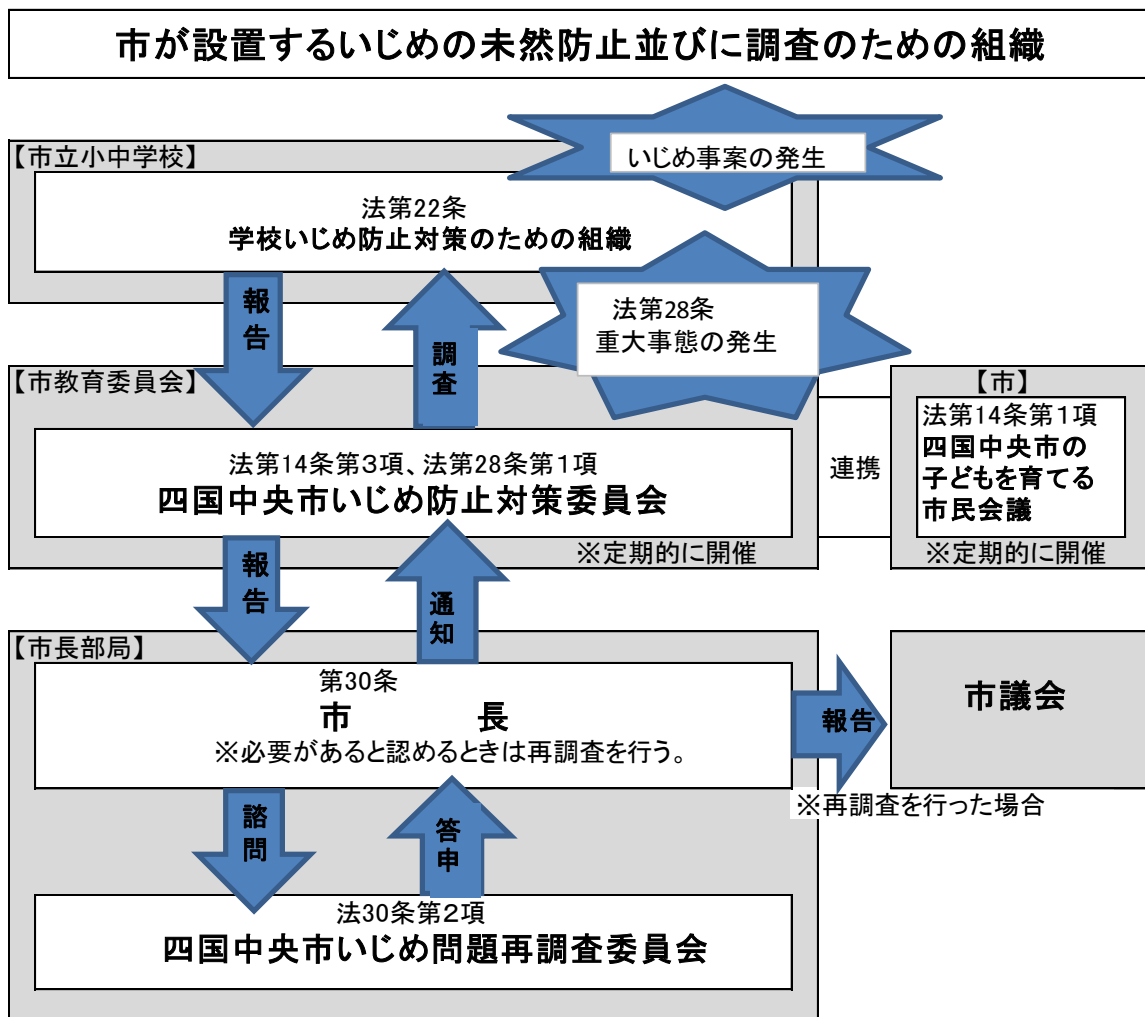 市が設置するいじめの未然防止並びに調査のための組織
いじめ事案の発生
【市立小中学校】
法第22条
学校いじめ防止対策のための組織
法第28条
重大事態の発生
報告
調査
【市教育委員会】
法第14条第３項、法第28条第１項
四国中央市いじめ防止対策委員会
※定期的に開催
連携
【市】
法第14条第１項
四国中央市の
子どもを育てる
市民会議
※定期的に開催
報告
通知
【市長部局】
第30条
市　　　長
※必要があると認めるときは再調査を行う。
報告
市議会
※再調査を行った場合
諮問
答申
法30条第２項
四国中央市いじめ問題再調査委員会